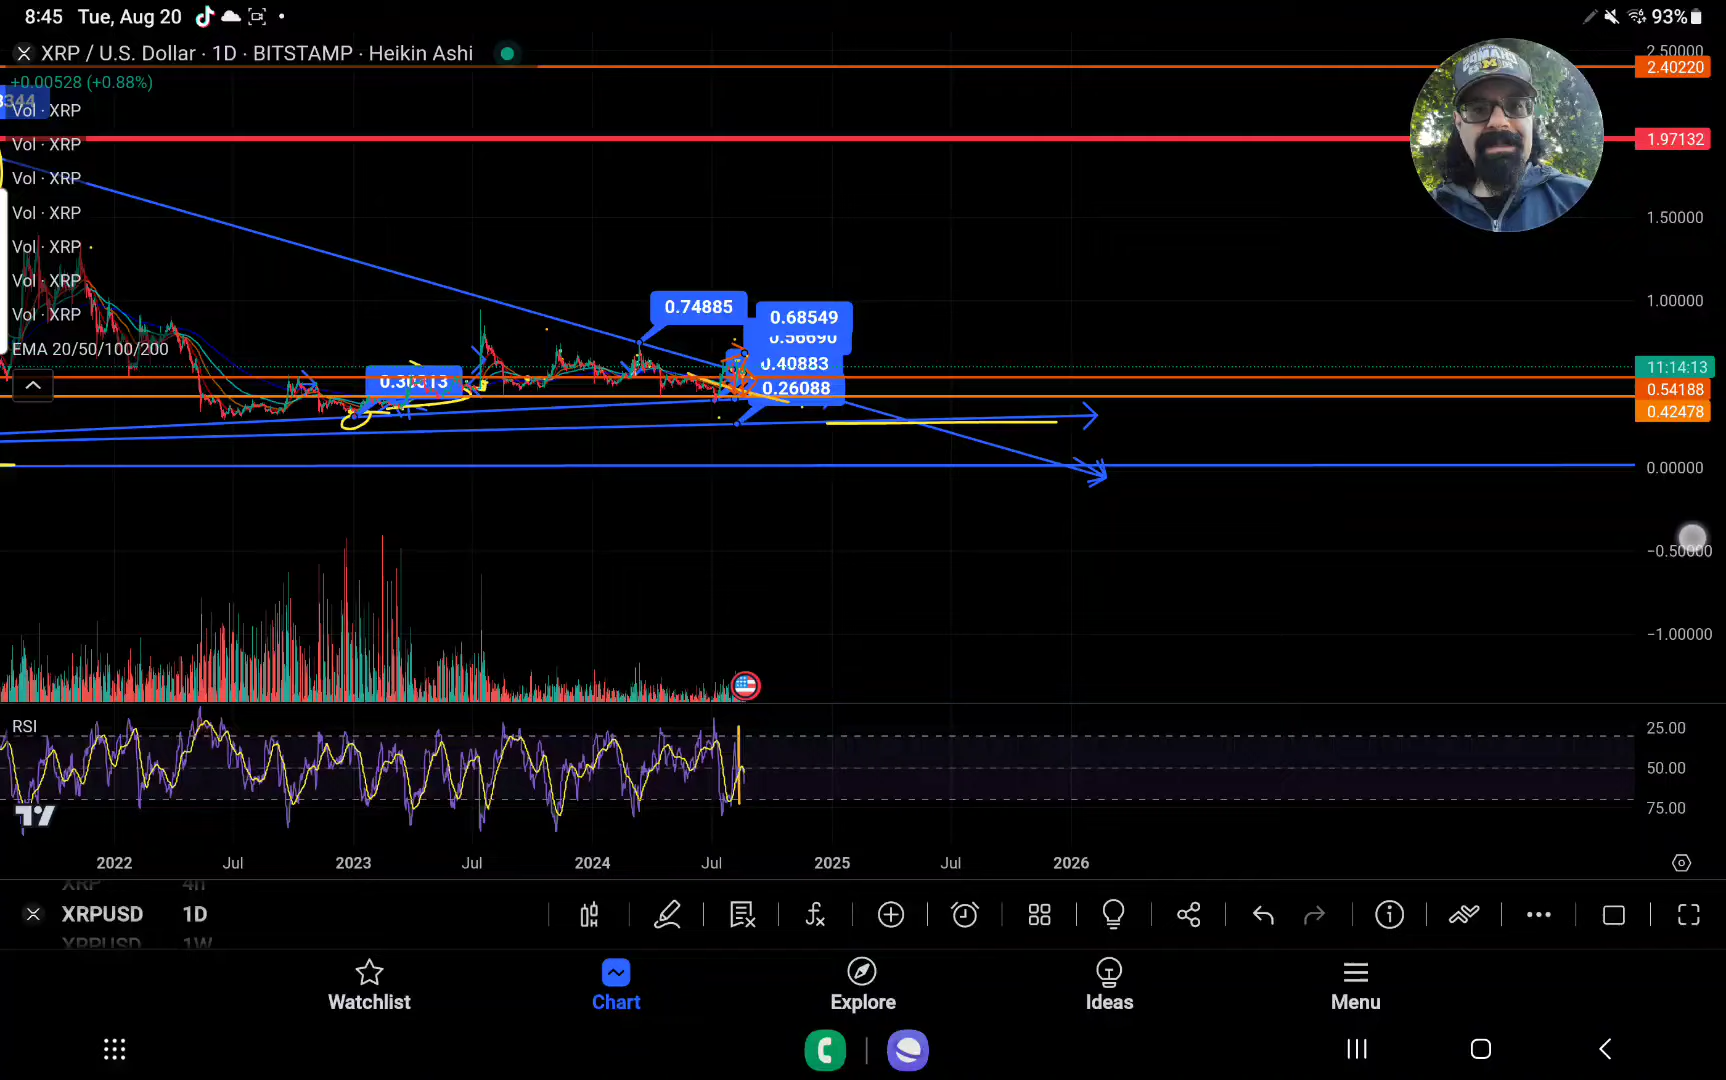 8:45 Tue, Aug 20
93%
XRP / U.S. Dollar · 1D · BITSTAMP · Heikin Ashi
+0.00528 (+0.88%)
Vol · XRP
Vol · XRP
Vol · XRP
Vol · XRP
Vol · XRP
Vol · XRP
Vol · XRP
EMA 20/50/100/200
0.74885
0.68549
0.56690
0.40883
0.26088
0.30313
2.50000
2.40220
1.97132
1.50000
1.00000
11:14:13
0.54188
0.42478
0.00000
−0.50000
−1.00000
RSI
25.00
50.00
75.00
2022 Jul 2023 Jul 2024 Jul 2025 Jul 2026
XRP 4h
XRPUSD 1D
XRPUSD 1W
Watchlist
Chart
Explore
Ideas
Menu